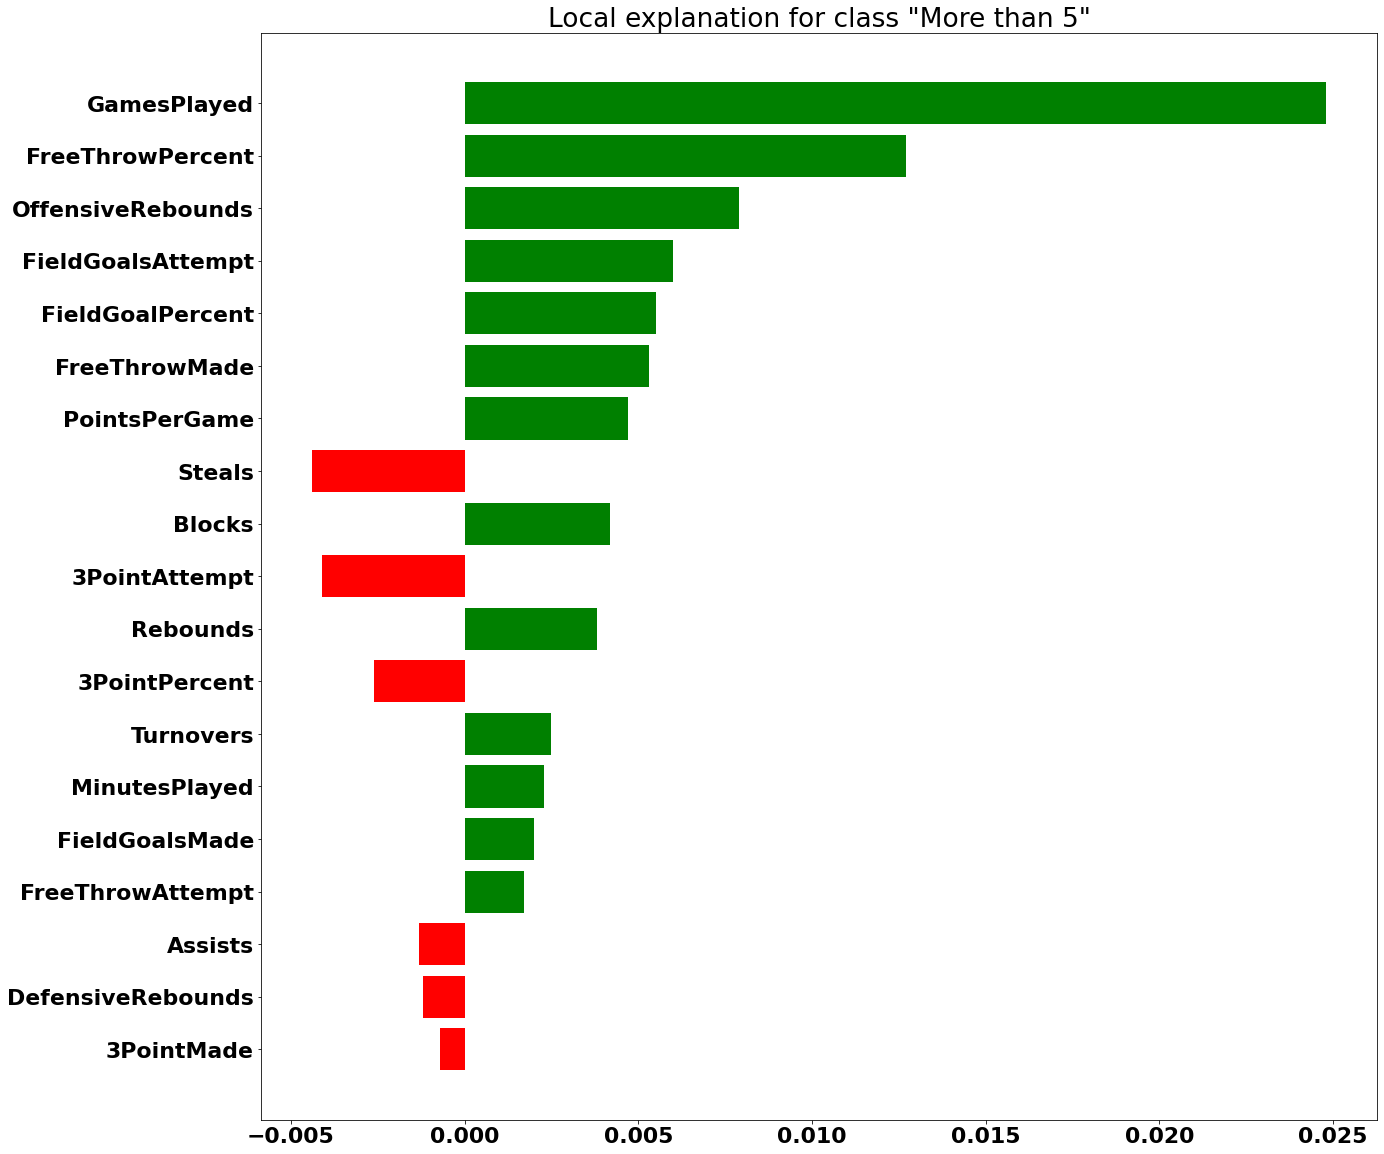 Local explanation for class "More than 5"
GamesPlayed
FreeThrowPercent
OffensiveRebounds
FieldGoalsAttempt
FieldGoalPercent
FreeThrowMade
PointsPerGame
Steals
Blocks
3PointAttempt
Rebounds
3PointPercent
Turnovers
MinutesPlayed
FieldGoalsMade
FreeThrowAttempt
Assists
DefensiveRebounds
3PointMade
−0.005 0.000 0.005 0.010 0.015 0.020 0.025